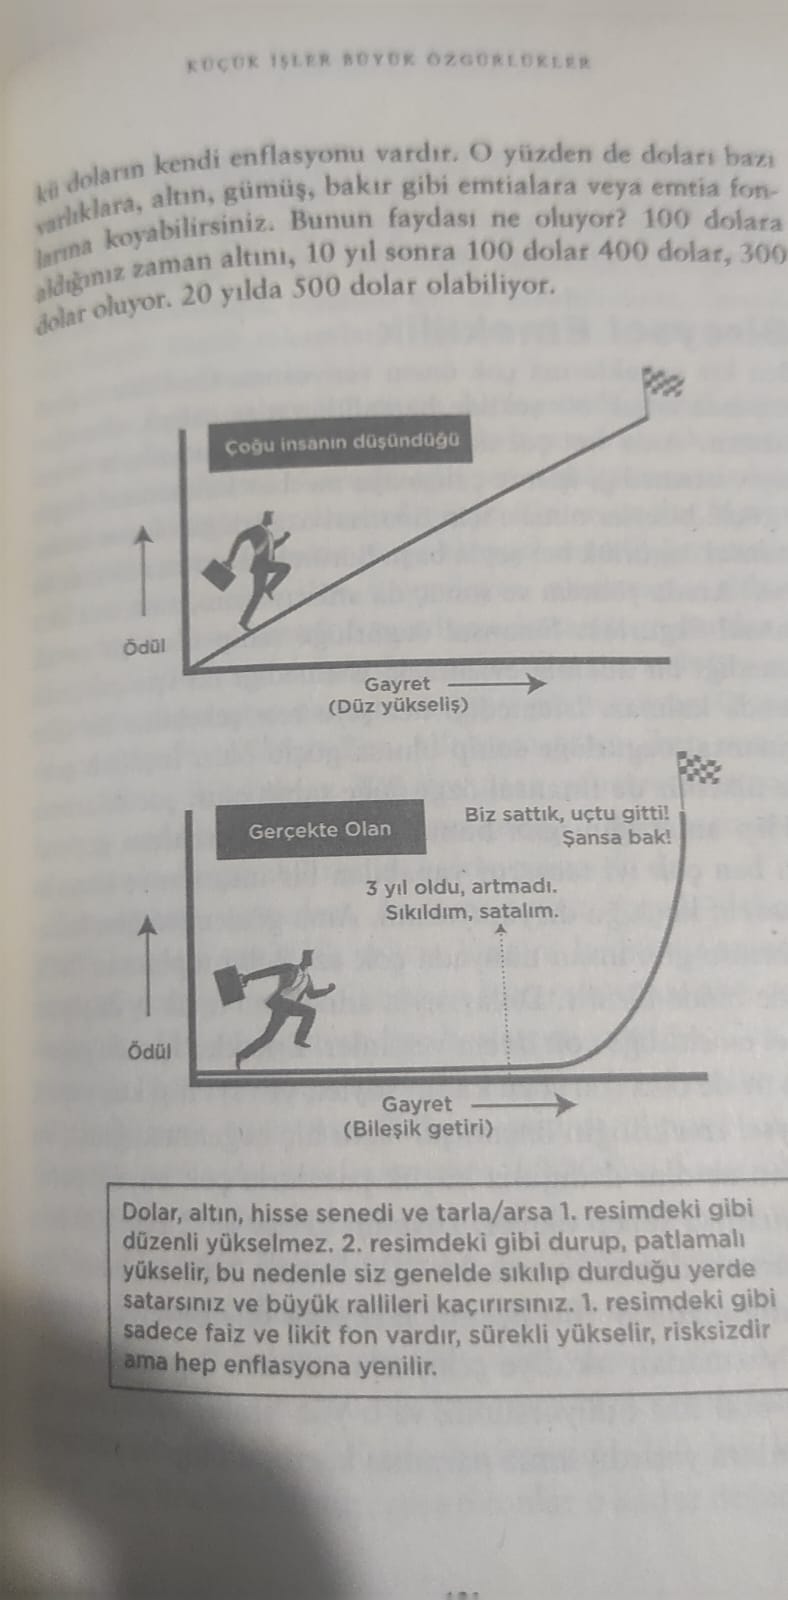 KÜÇÜK İŞLER BÜYÜK ÖZGÜRLÜKLER
kü doların kendi enflasyonu vardır. O yüzden de doları bazı
varlıklara, altın, gümüş, bakır gibi emtialara veya emtia fon-
larına koyabilirsiniz. Bunun faydası ne oluyor? 100 dolara
aldığınız zaman altını, 10 yıl sonra 100 dolar 400 dolar, 300
dolar oluyor. 20 yılda 500 dolar olabiliyor.
Çoğu insanın düşündüğü
Ödül
Gayret
(Düz yükseliş)
Gerçekte Olan
Biz sattık, uçtu gitti!
Şansa bak!
3 yıl oldu, artmadı.
Sıkıldım, satalım.
Ödül
Gayret
(Bileşik getiri)
Dolar, altın, hisse senedi ve tarla/arsa 1. resimdeki gibi
düzenli yükselmez. 2. resimdeki gibi durup, patlamalı
yükselir, bu nedenle siz genelde sıkılıp durduğu yerde
satarsınız ve büyük rallileri kaçırırsınız. 1. resimdeki gibi
sadece faiz ve likit fon vardır, sürekli yükselir, risksizdir
ama hep enflasyona yenilir.